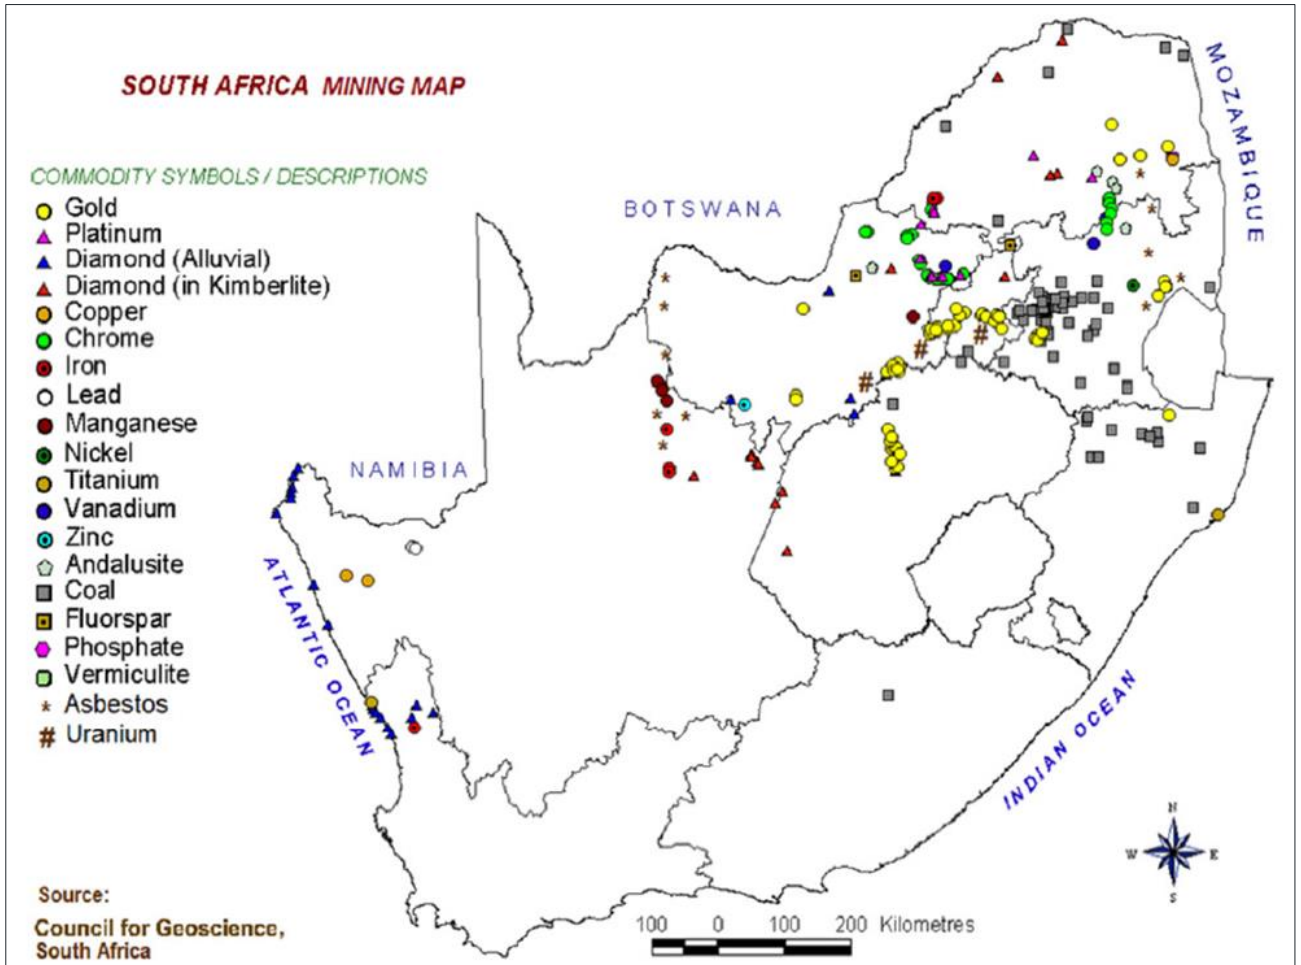 SOUTH AFRICA MINING MAP
COMMODITY SYMBOLS / DESCRIPTIONS
Gold
Platinum
Diamond (Alluvial)
Diamond (in Kimberlite)
Copper
Chrome
Iron
Lead
Manganese
Nickel
Titanium
Vanadium
Zinc
Andalusite
Coal
Fluorspar
Phosphate
Vermiculite
Asbestos
Uranium
BOTSWANA
MOZAMBIQUE
NAMIBIA
ATLANTIC OCEAN
INDIAN OCEAN
N
W E
S
Source:
Council for Geoscience,
South Africa
100 0 100 200 Kilometres